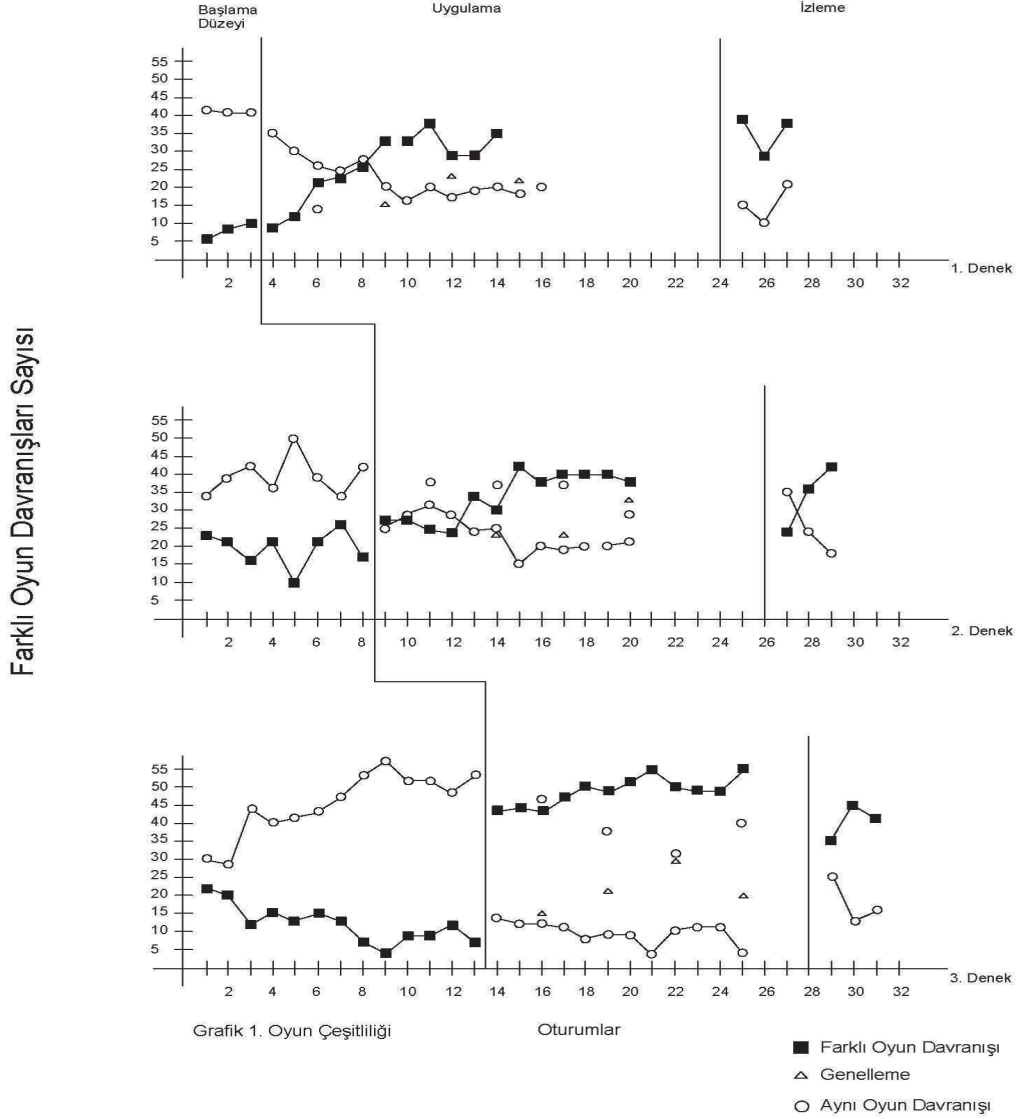 Başlama
Düzeyi
Uygulama
İzleme
Farklı Oyun Davranışları Sayısı
55
50
45
40
35
30
25
20
15
10
5
2 4 6 8 10 12 14 16 18 20 22 24 26 28 30 32
1. Denek
55
50
45
40
35
30
25
20
15
10
5
2 4 6 8 10 12 14 16 18 20 22 24 26 28 30 32
2. Denek
55
50
45
40
35
30
25
20
15
10
5
2 4 6 8 10 12 14 16 18 20 22 24 26 28 30 32
3. Denek
Grafik 1. Oyun Çeşitliliği
Oturumlar
Farklı Oyun Davranışı
Genelleme
Aynı Oyun Davranışı